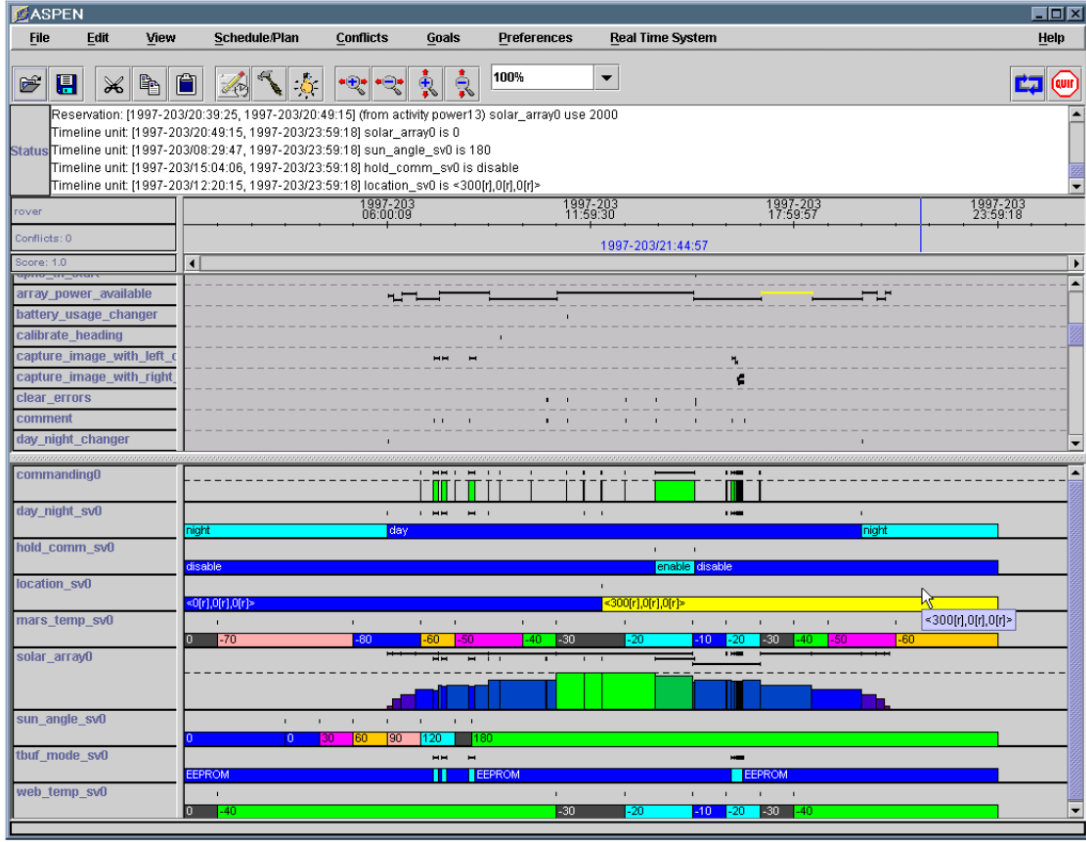 ASPEN
File Edit View Schedule/Plan Conflicts Goals Preferences Real Time System Help
100%
QUIT
Reservation: [1997-203/20:39:25, 1997-203/20:49:15] (from activity power13) solar_array0 use 2000
Timeline unit: [1997-203/20:49:15, 1997-203/23:59:18] solar_array0 is 0
Status Timeline unit: [1997-203/08:29:47, 1997-203/23:59:18] sun_angle_sv0 is 180
Timeline unit: [1997-203/15:04:06, 1997-203/23:59:18] hold_comm_sv0 is disable
Timeline unit: [1997-203/12:20:15, 1997-203/23:59:18] location_sv0 is <300[r],0[r],0[r]>
rover
1997-203 1997-203 1997-203 1997-203
06:00:09 11:59:30 17:59:57 23:59:18
Conflicts: 0
1997-203/21:44:57
Score: 1.0
array_power_available
battery_usage_changer
calibrate_heading
capture_image_with_left_c
capture_image_with_right_
clear_errors
comment
day_night_changer
commanding0
day_night_sv0
night day night
hold_comm_sv0
disable enable disable
location_sv0
<0[r],0[r],0[r]> <300[r],0[r],0[r]>
<300[r],0[r],0[r]>
mars_temp_sv0
0 -70 -80 -60 -50 -40 -30 -20 -10 -20 -30 -40 -50 -60
solar_array0
sun_angle_sv0
0 0 30 60 90 120 180
tbuf_mode_sv0
EEPROM EEPROM EEPROM
web_temp_sv0
0 -40 -30 -20 -10 -20 -30 -40